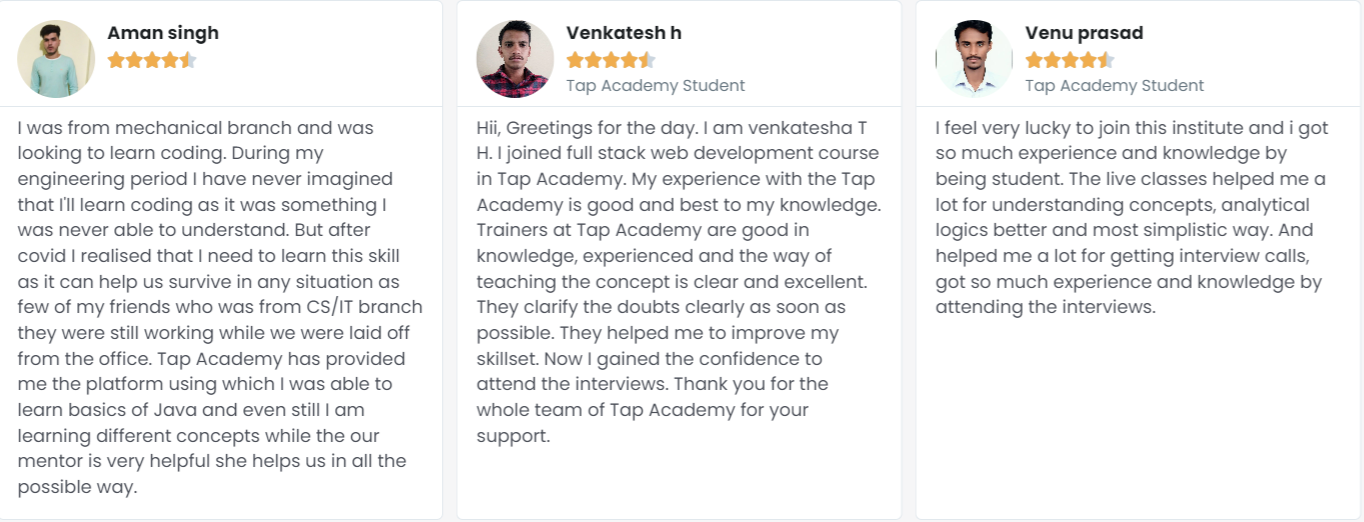 Aman singh
I was from mechanical branch and was
looking to learn coding. During my
engineering period I have never imagined
that I'll learn coding as it was something I
was never able to understand. But after
covid I realised that I need to learn this skill
as it can help us survive in any situation as
few of my friends who was from CS/IT branch
they were still working while we were laid off
from the office. Tap Academy has provided
me the platform using which I was able to
learn basics of Java and even still I am
learning different concepts while the our
mentor is very helpful she helps us in all the
possible way.
Venkatesh h
Tap Academy Student
Hii, Greetings for the day. I am venkatesha T
H. I joined full stack web development course
in Tap Academy. My experience with the Tap
Academy is good and best to my knowledge.
Trainers at Tap Academy are good in
knowledge, experienced and the way of
teaching the concept is clear and excellent.
They clarify the doubts clearly as soon as
possible. They helped me to improve my
skillset. Now I gained the confidence to
attend the interviews. Thank you for the
whole team of Tap Academy for your
support.
Venu prasad
Tap Academy Student
I feel very lucky to join this institute and i got
so much experience and knowledge by
being student. The live classes helped me a
lot for understanding concepts, analytical
logics better and most simplistic way. And
helped me a lot for getting interview calls,
got so much experience and knowledge by
attending the interviews.